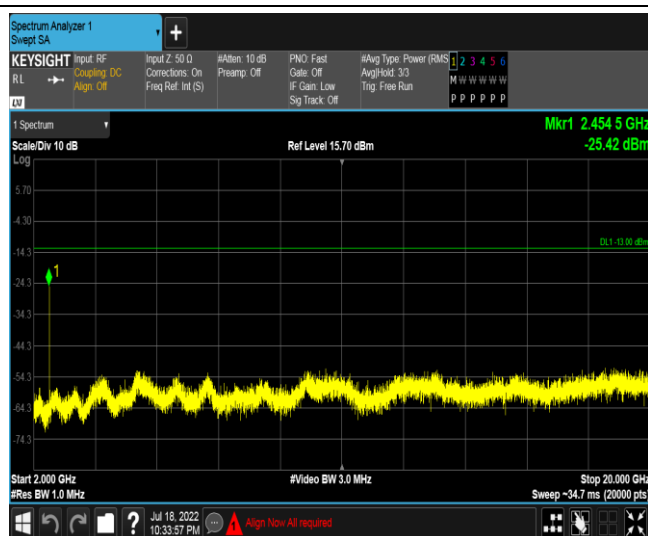 Spectrum Analyzer 1
Swept SA
KEYSIGHT
RL
LXI
Input: RF
Coupling: DC
Align: Off
Input Z: 50 Ω
Corrections: On
Freq Ref: Int (S)
#Atten: 10 dB
Preamp: Off
PNO: Fast
Gate: Off
IF Gain: Low
Sig Track: Off
#Avg Type: Power (RMS
Avg|Hold: 3/3
Trig: Free Run
1 2 3 4 5 6
M W W W W W
P P P P P P
1 Spectrum
Scale/Div 10 dB
Log
Ref Level 15.70 dBm
Mkr1 2.454 5 GHz
-25.42 dBm
5.70
-4.30
-14.3
-24.3
-34.3
-44.3
-54.3
-64.3
-74.3
DL1 -13.00 dBm
1
Start 2.000 GHz
#Res BW 1.0 MHz
#Video BW 3.0 MHz
Stop 20.000 GHz
Sweep ~34.7 ms (20000 pts)
Jul 18, 2022
10:33:57 PM
Align Now All required